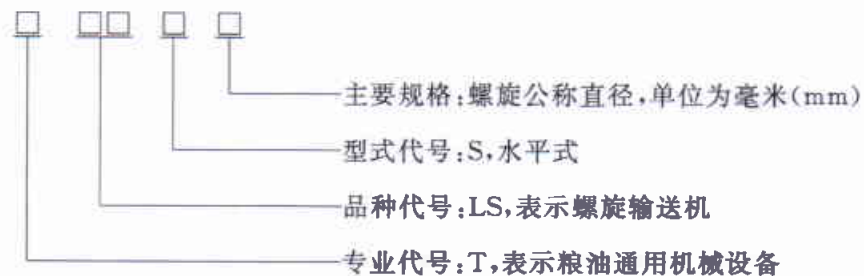 □ □□ □ □
主要规格:螺旋公称直径,单位为毫米(mm)
型式代号:S,水平式
品种代号:LS,表示螺旋输送机
专业代号:T,表示粮油通用机械设备